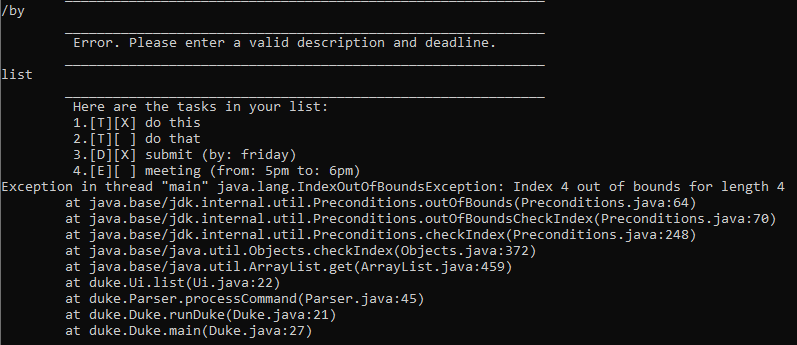 /by
Error. Please enter a valid description and deadline.
list
Here are the tasks in your list:
1.[T][X] do this
2.[T][ ] do that
3.[D][X] submit (by: friday)
4.[E][ ] meeting (from: 5pm to: 6pm)
Exception in thread "main" java.lang.IndexOutOfBoundsException: Index 4 out of bounds for length 4
at java.base/jdk.internal.util.Preconditions.outOfBounds(Preconditions.java:64)
at java.base/jdk.internal.util.Preconditions.outOfBoundsCheckIndex(Preconditions.java:70)
at java.base/jdk.internal.util.Preconditions.checkIndex(Preconditions.java:248)
at java.base/java.util.Objects.checkIndex(Objects.java:372)
at java.base/java.util.ArrayList.get(ArrayList.java:459)
at duke.Ui.list(Ui.java:22)
at duke.Parser.processCommand(Parser.java:45)
at duke.Duke.runDuke(Duke.java:21)
at duke.Duke.main(Duke.java:27)